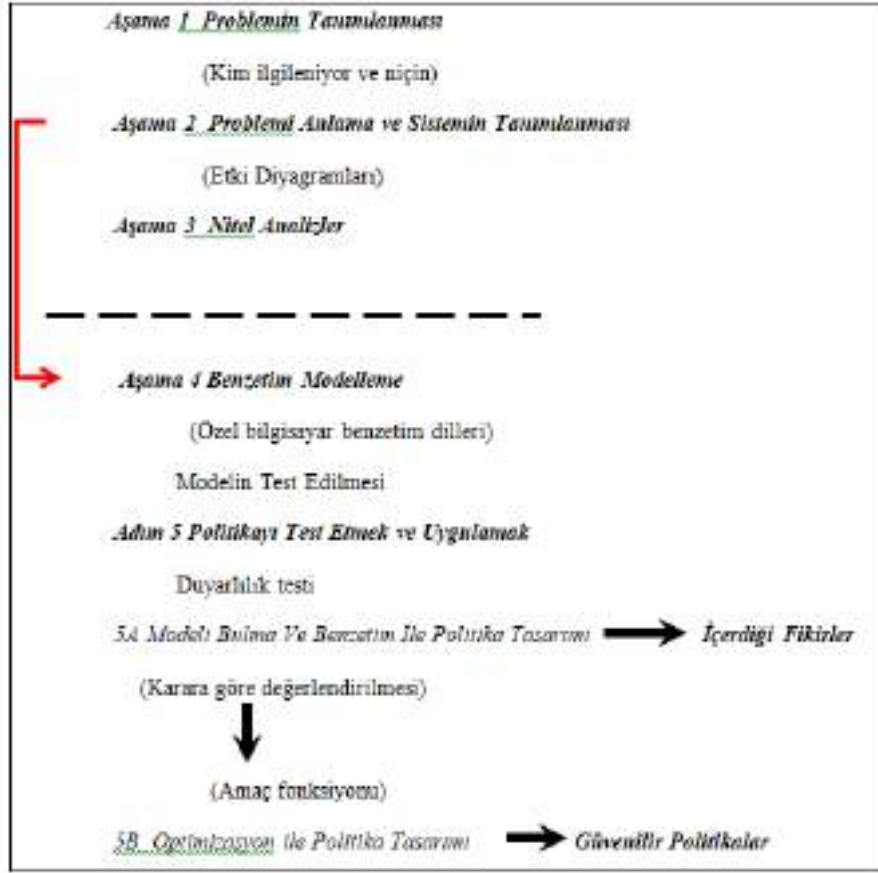 Aşama 1 Problemin Tanımlanması
(Kim ilgileniyor ve niçin)
Aşama 2 Problemi Anlama ve Sistemin Tanımlanması
(Etki Diyagramları)
Aşama 3 Nitel Analizler
Aşama 4 Benzetim Modelleme
(Özel bilgisayar benzetim dilleri)
Modelin Test Edilmesi
Adım 5 Politikayı Test Etmek ve Uygulamak
Duyarlılık testi
5A Modeli Bulma Ve Benzetim İle Politika Tasarımı İçerdiği Fikirler
(Karara göre değerlendirilmesi)
(Amaç fonksiyonu)
5B Optimizasyon ile Politika Tasarımı Güvenilir Politikalar